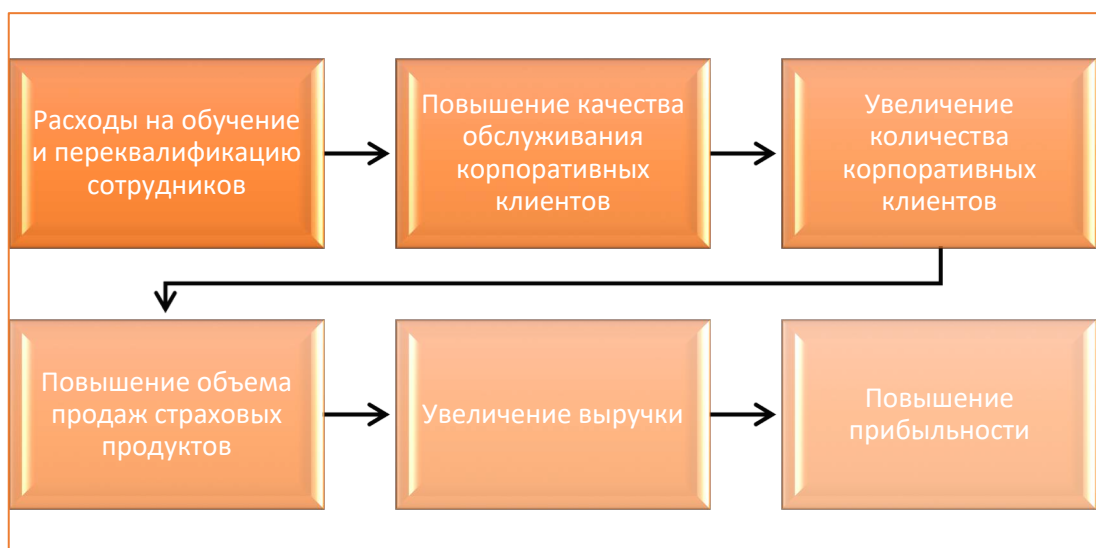 Расходы на обучение
и переквалификацию
сотрудников
Повышение качества
обслуживания
корпоративных
клиентов
Увеличение
количества
корпоративных
клиентов
Повышение объема
продаж страховых
продуктов
Увеличение выручки
Повышение
прибыльности